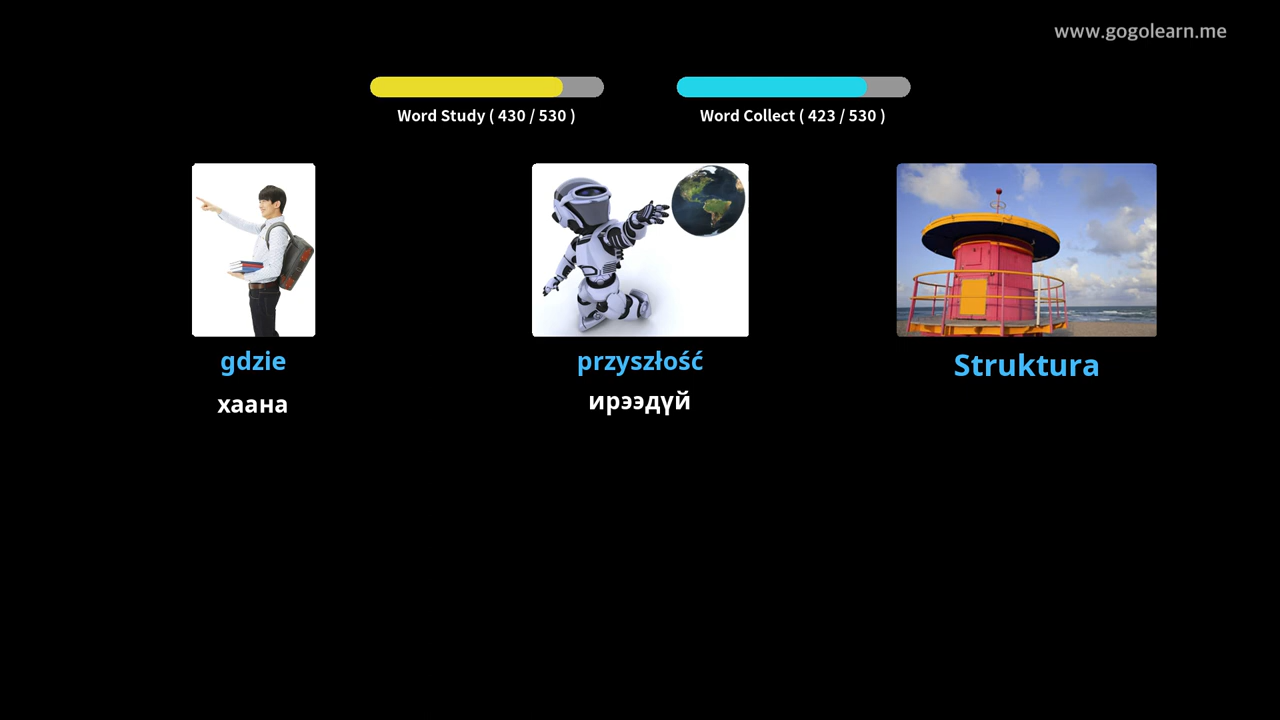 www.gogolearn.me
Word Study ( 430 / 530 )
Word Collect ( 423 / 530 )
gdzie
хаана
przyszłość
ирээдүй
Struktura